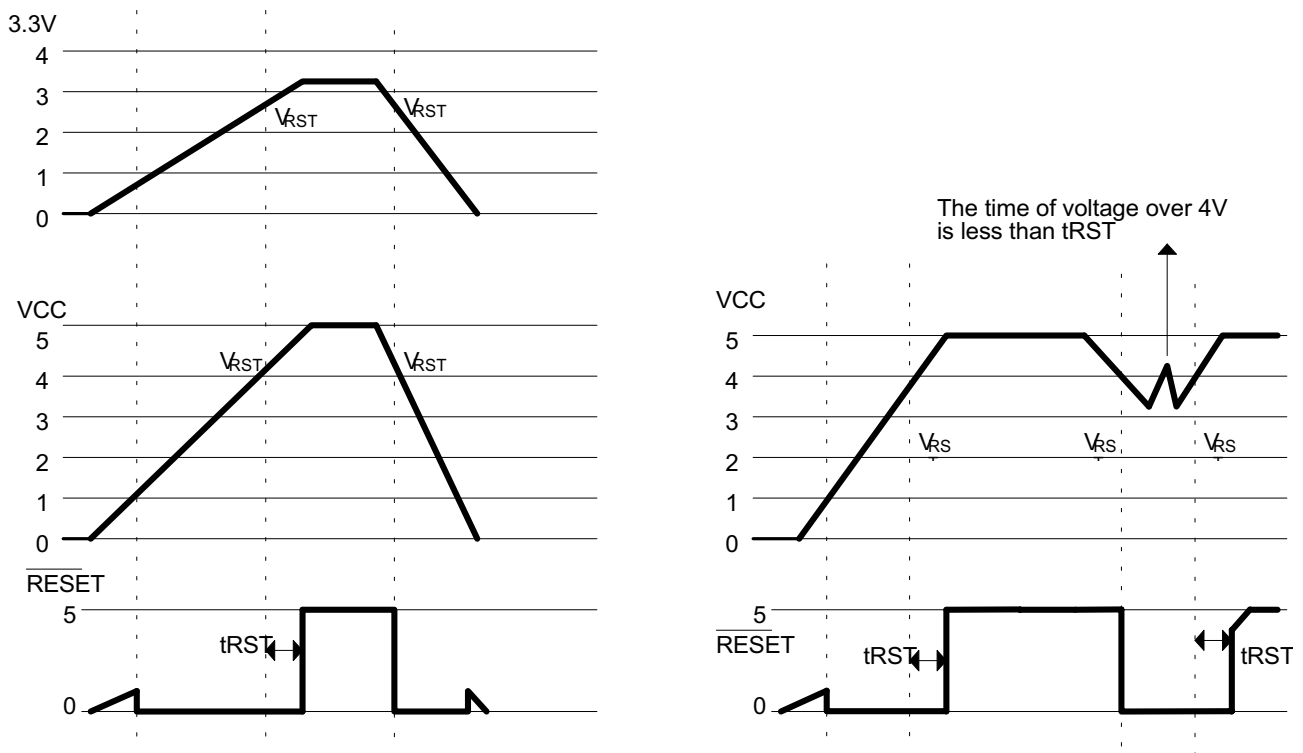 3.3V
4
3
2
1
0
VRST
VRST
VCC
5
4
3
2
1
0
VRST
VRST
RESET
5
0
tRST
The time of voltage over 4V
is less than tRST
VCC
5
4
3
2
1
0
VRS
VRS
VRS
5
RESET
0
tRST
tRST